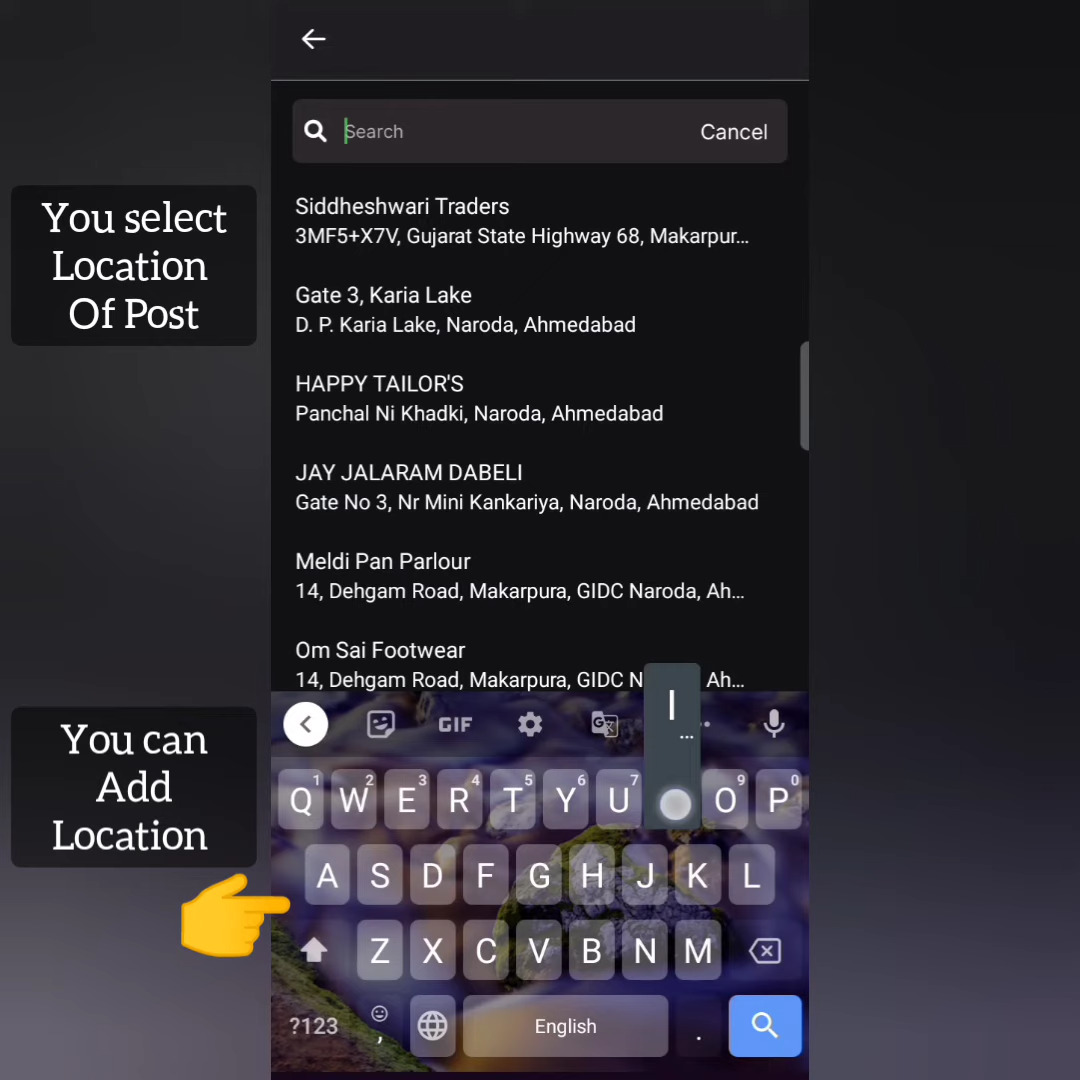 Search
Cancel
You select
Location
Of Post
Siddheshwari Traders
3MF5+X7V, Gujarat State Highway 68, Makarpur...
Gate 3, Karia Lake
D. P. Karia Lake, Naroda, Ahmedabad
HAPPY TAILOR'S
Panchal Ni Khadki, Naroda, Ahmedabad
JAY JALARAM DABELI
Gate No 3, Nr Mini Kankariya, Naroda, Ahmedabad
Meldi Pan Parlour
14, Dehgam Road, Makarpura, GIDC Naroda, Ah...
Om Sai Footwear
14, Dehgam Road, Makarpura, GIDC N Ah...
You can
Add
Location
I
...
GIF
1 2 3 4 5 6 7 9 0
Q W E R T Y U O P
A S D F G H J K L
Z X C V B N M
?123 , English .